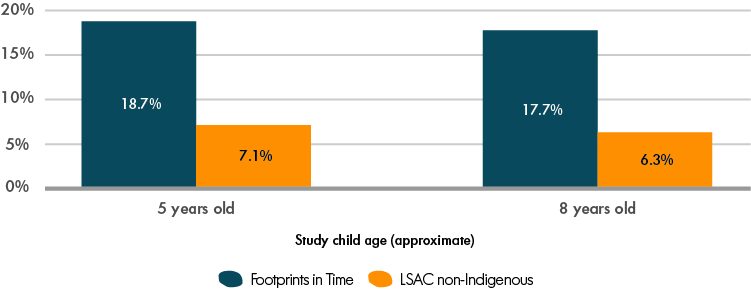 20%
15%
18.7%
17.7%
10%
5%
7.1%
6.3%
0%
5 years old
8 years old
Study child age (approximate)
Footprints in Time
LSAC non-Indigenous